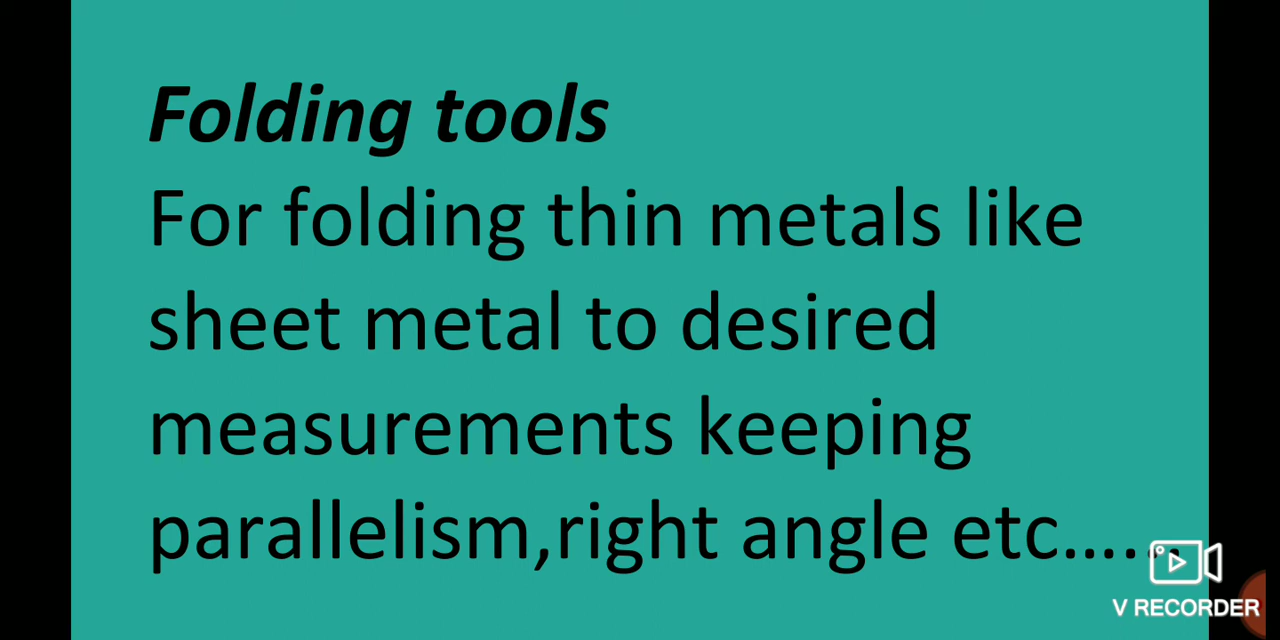 Folding tools
For folding thin metals like
sheet metal to desired
measurements keeping
parallelism,right angle etc......
V RECORDER